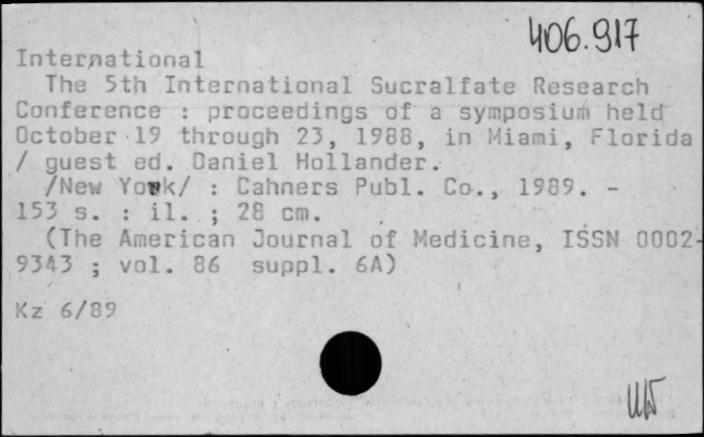 406.917
International
The 5th International Sucralfate Research
Conference : proceedings of a symposium held
October 19 through 23, 1988, in Miami, Florida
/ guest ed. Daniel Hollander.
/New York/ : Cahners Publ. Co., 1989. -
153 s. : il. ; 28 cm.
(The American Journal of Medicine, ISSN 0002-
9343 ; vol. 86 suppl. 6A)
Kz 6/89